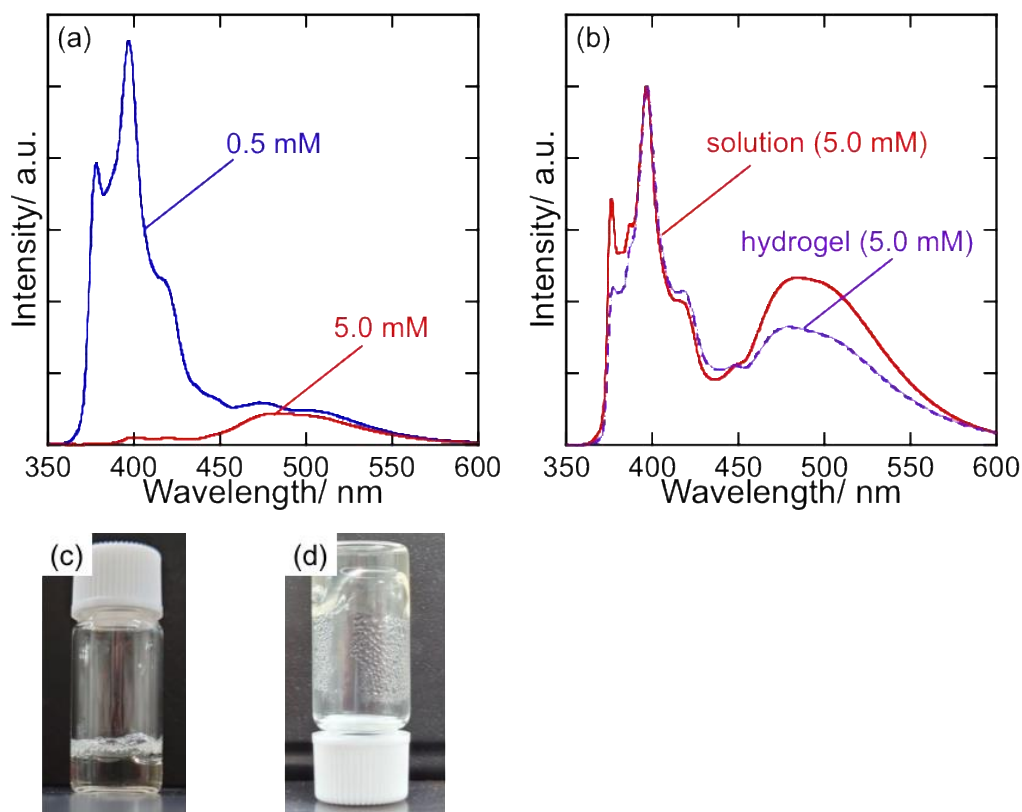 (a)
0.5 mM
5.0 mM
Intensity/ a.u.
350 400 450 500 550 600
Wavelength/ nm
(b)
solution (5.0 mM)
hydrogel (5.0 mM)
Intensity/ a.u.
350 400 450 500 550 600
Wavelength/ nm
(c)
(d)